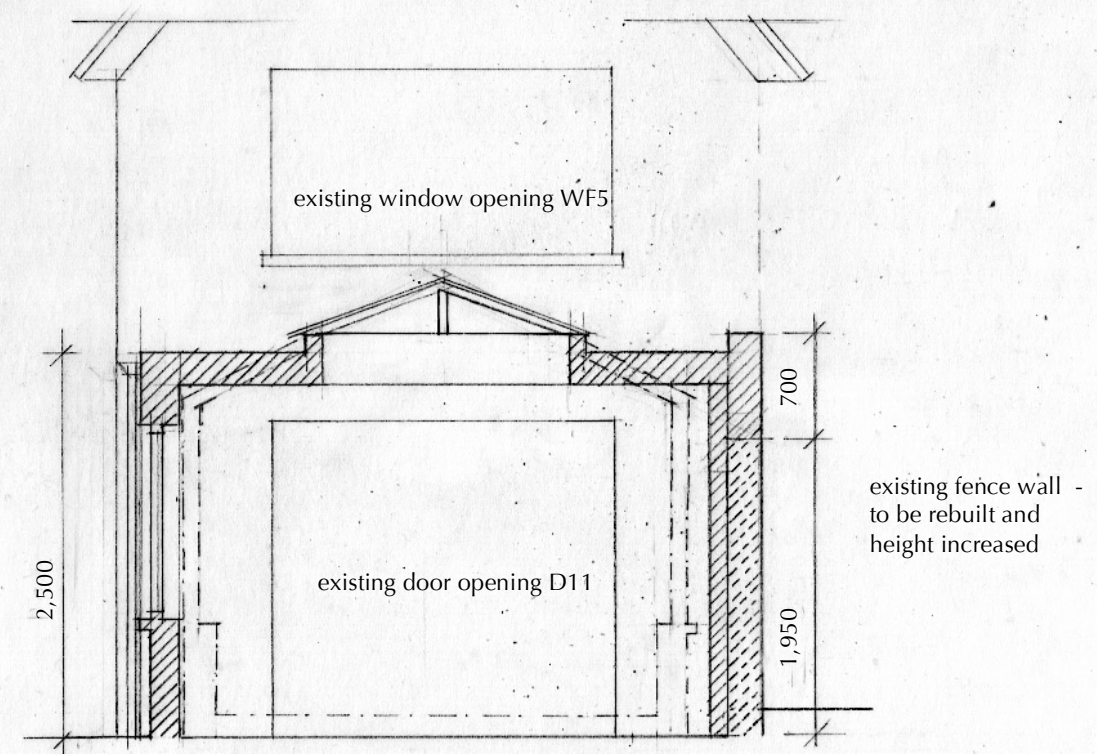 existing window opening WF5
700
existing fence wall -
to be rebuilt and
height increased
2,500
existing door opening D11
1,950